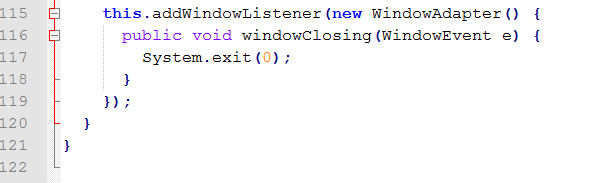 115 this.addWindowListener(new WindowAdapter() {
116 public void windowClosing(WindowEvent e) {
117 System.exit(0);
118 }
119 });
120 }
121 }
122